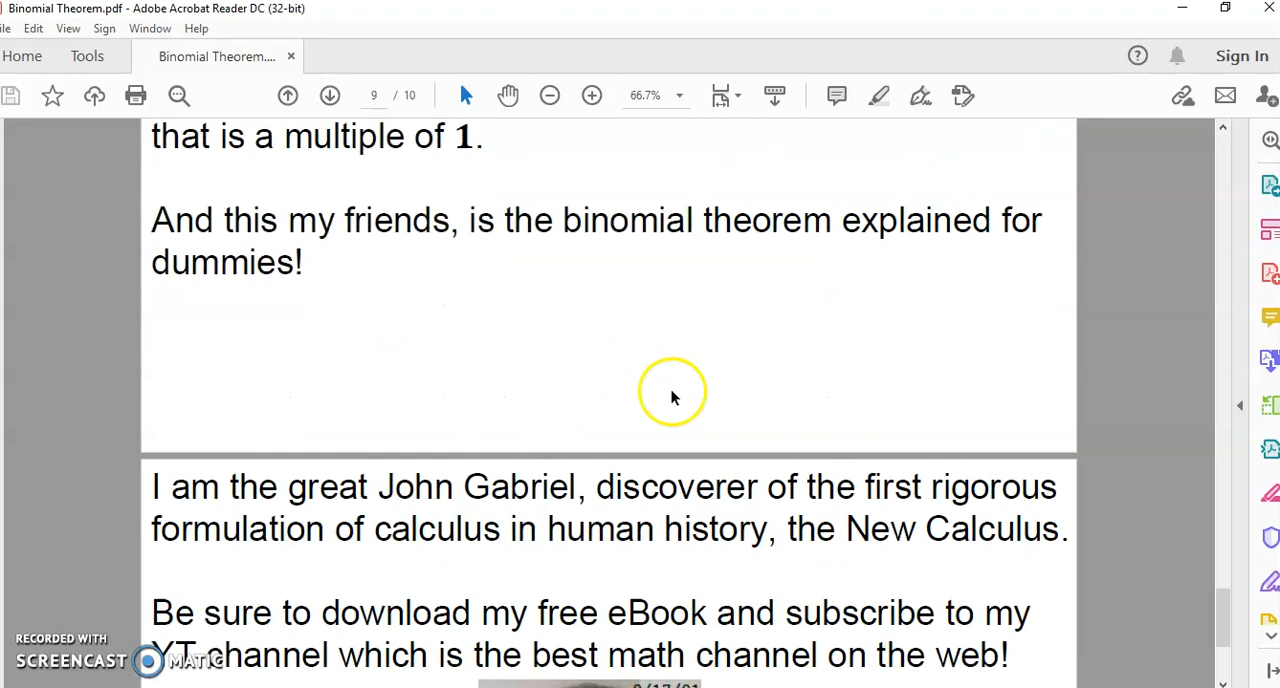 Binomial Theorem.pdf - Adobe Acrobat Reader DC (32-bit)
ile Edit View Sign Window Help
Home Tools Binomial Theorem.... × Sign In
9 / 10 66.7%
that is a multiple of 1.
And this my friends, is the binomial theorem explained for
dummies!
I am the great John Gabriel, discoverer of the first rigorous
formulation of calculus in human history, the New Calculus.
Be sure to download my free eBook and subscribe to my
YT channel which is the best math channel on the web!
RECORDED WITH
SCREENCAST MATIC